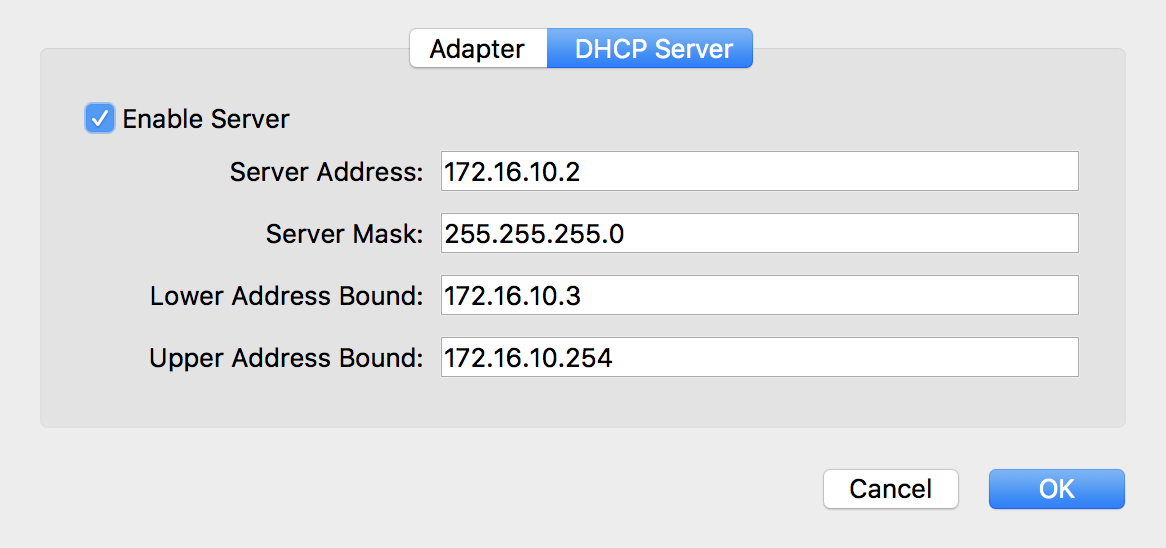 Adapter DHCP Server
Enable Server
Server Address: 172.16.10.2
Server Mask: 255.255.255.0
Lower Address Bound: 172.16.10.3
Upper Address Bound: 172.16.10.254
Cancel OK